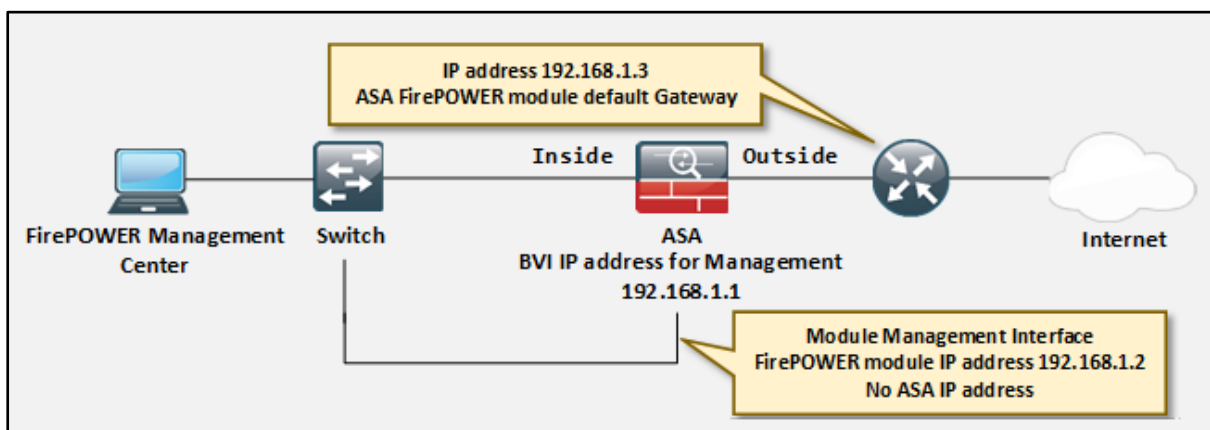 IP address 192.168.1.3
ASA FirePOWER module default Gateway
Inside
Outside
FirePOWER Management
Center
Switch
ASA
BVI IP address for Management
192.168.1.1
Internet
Module Management Interface
FirePOWER module IP address 192.168.1.2
No ASA IP address